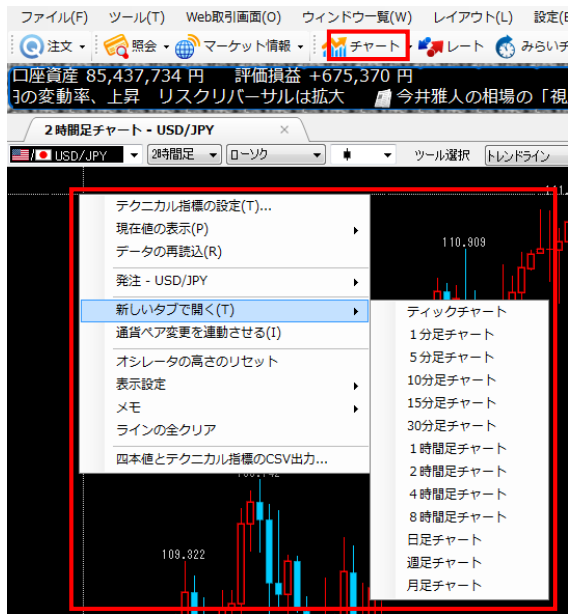 ファイル(F) ツール(T) Web取引画面(O) ウィンドウ一覧(W) レイアウト(L) 設定(E
注文 照会 マーケット情報 チャート レート みらいチ
口座資産 85,437,734 円 評価損益 +675,370 円
ヨの変動率、上昇 リスクリバーサルは拡大 今井雅人の相場の「視
2時間足チャート - USD/JPY ×
USD/JPY 2時間足 ローソク ツール選択 トレンドライン
テクニカル指標の設定(T)...
現在値の表示(P)
データの再読込(R)
110.909
発注 - USD/JPY
新しいタブで開く(T)
通貨ペア変更を連動させる(I)
オシレータの高さのリセット
表示設定
メモ
ラインの全クリア
四本値とテクニカル指標のCSV出力...
ティックチャート
1分足チャート
5分足チャート
10分足チャート
15分足チャート
30分足チャート
1時間足チャート
2時間足チャート
4時間足チャート
8時間足チャート
日足チャート
週足チャート
月足チャート
109.322